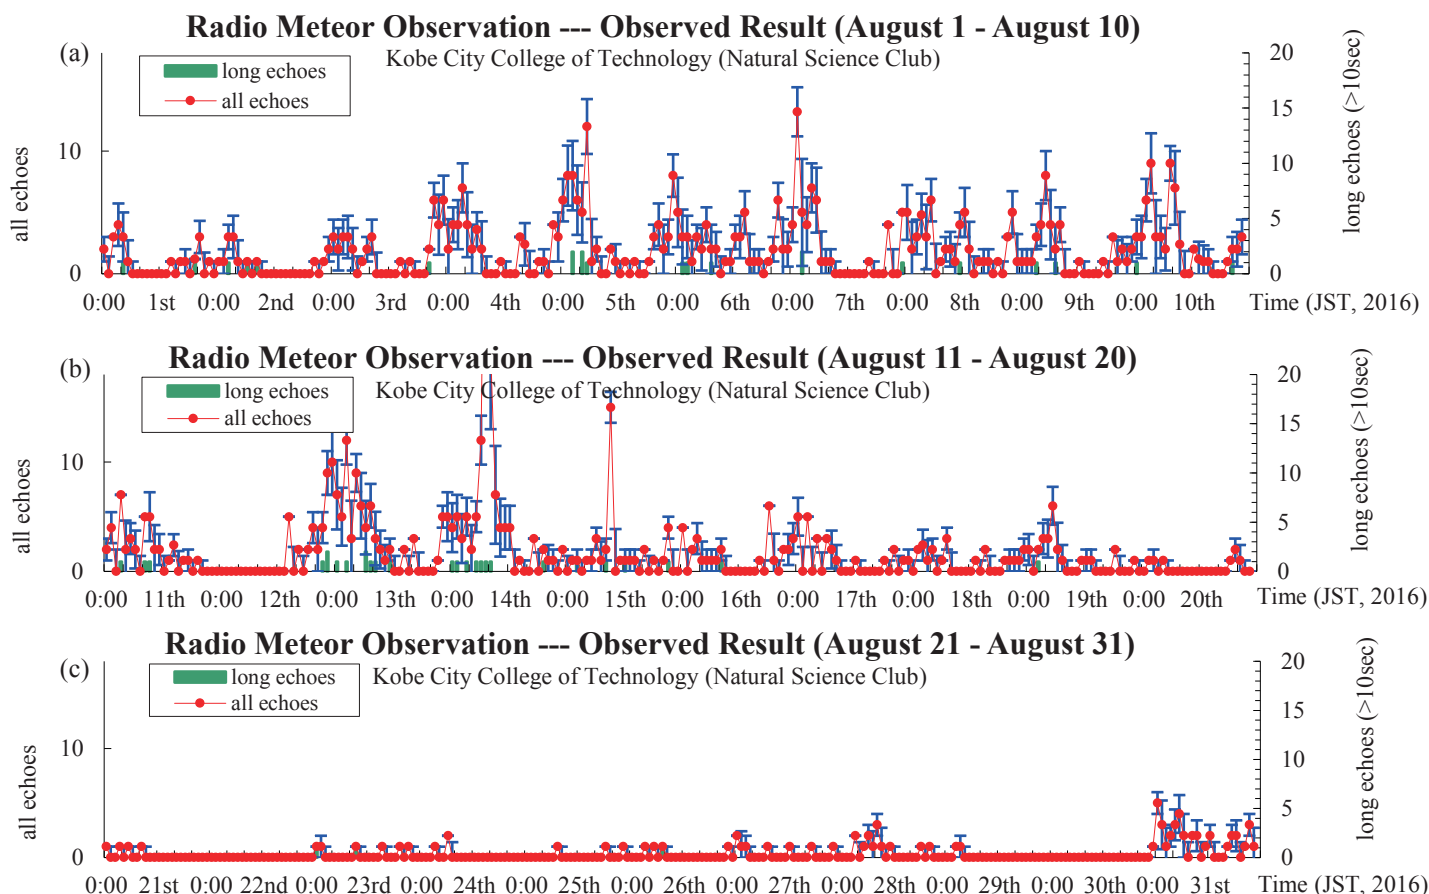 Radio Meteor Observation --- Observed Result (August 1 - August 10)
(a)
Kobe City College of Technology (Natural Science Club)
long echoes
all echoes
20
15
10
5
0
10
0
all echoes
long echoes (>10sec)
0:00 1st 0:00 2nd 0:00 3rd 0:00 4th 0:00 5th 0:00 6th 0:00 7th 0:00 8th 0:00 9th 0:00 10th Time (JST, 2016)
Radio Meteor Observation --- Observed Result (August 11 - August 20)
(b)
Kobe City College of Technology (Natural Science Club)
long echoes
all echoes
20
15
10
5
0
10
0
all echoes
long echoes (>10sec)
0:00 11th 0:00 12th 0:00 13th 0:00 14th 0:00 15th 0:00 16th 0:00 17th 0:00 18th 0:00 19th 0:00 20th Time (JST, 2016)
Radio Meteor Observation --- Observed Result (August 21 - August 31)
(c)
Kobe City College of Technology (Natural Science Club)
long echoes
all echoes
20
15
10
5
0
10
0
all echoes
long echoes (>10sec)
0:00 21st 0:00 22nd 0:00 23rd 0:00 24th 0:00 25th 0:00 26th 0:00 27th 0:00 28th 0:00 29th 0:00 30th 0:00 31st Time (JST, 2016)